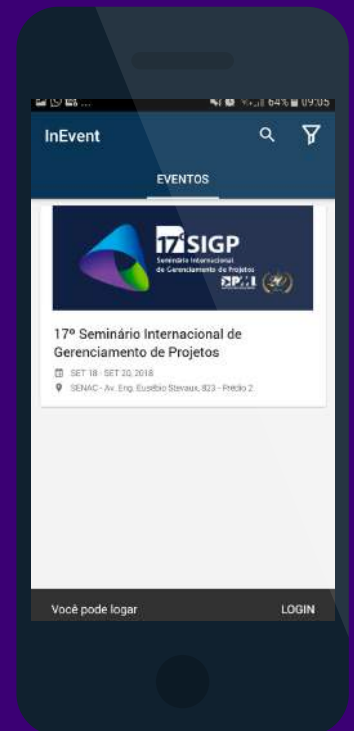 64% 09:05
InEvent
EVENTOS
17º SIGP
Seminário Internacional
de Gerenciamento de Projetos
17º Seminário Internacional de
Gerenciamento de Projetos
SET 18 - SET 20, 2018
SENAC - Av. Eng. Eusébio Stevaux, 823 - Prédio 2
Você pode logar
LOGIN